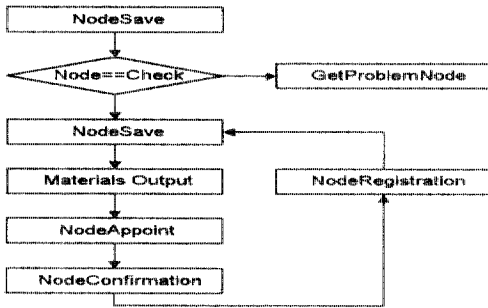 NodeSave
Node==Check
GetProblemNode
NodeSave
Materials Output
NodeRegistration
NodeAppoint
NodeConfirmation